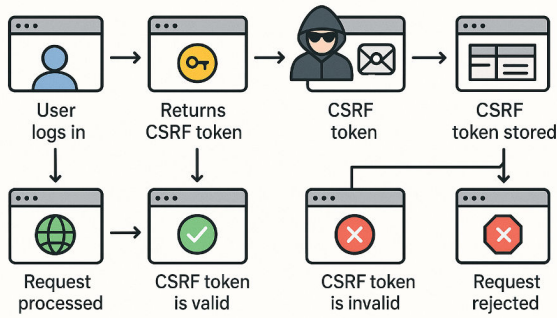 User
logs in
Returns
CSRF token
CSRF
token
CSRF
token stored
Request
processed
CSRF token
is valid
CSRF token
is invalid
Request
rejected